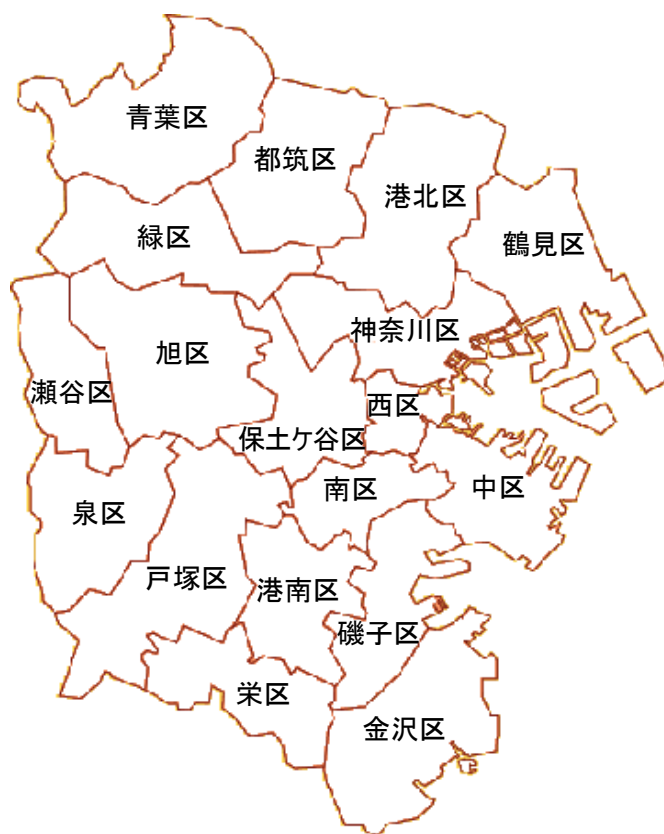 青葉区
都筑区
港北区
緑区
鶴見区
神奈川区
旭区
瀬谷区
西区
保土ケ谷区
南区
中区
泉区
戸塚区
港南区
磯子区
栄区
金沢区